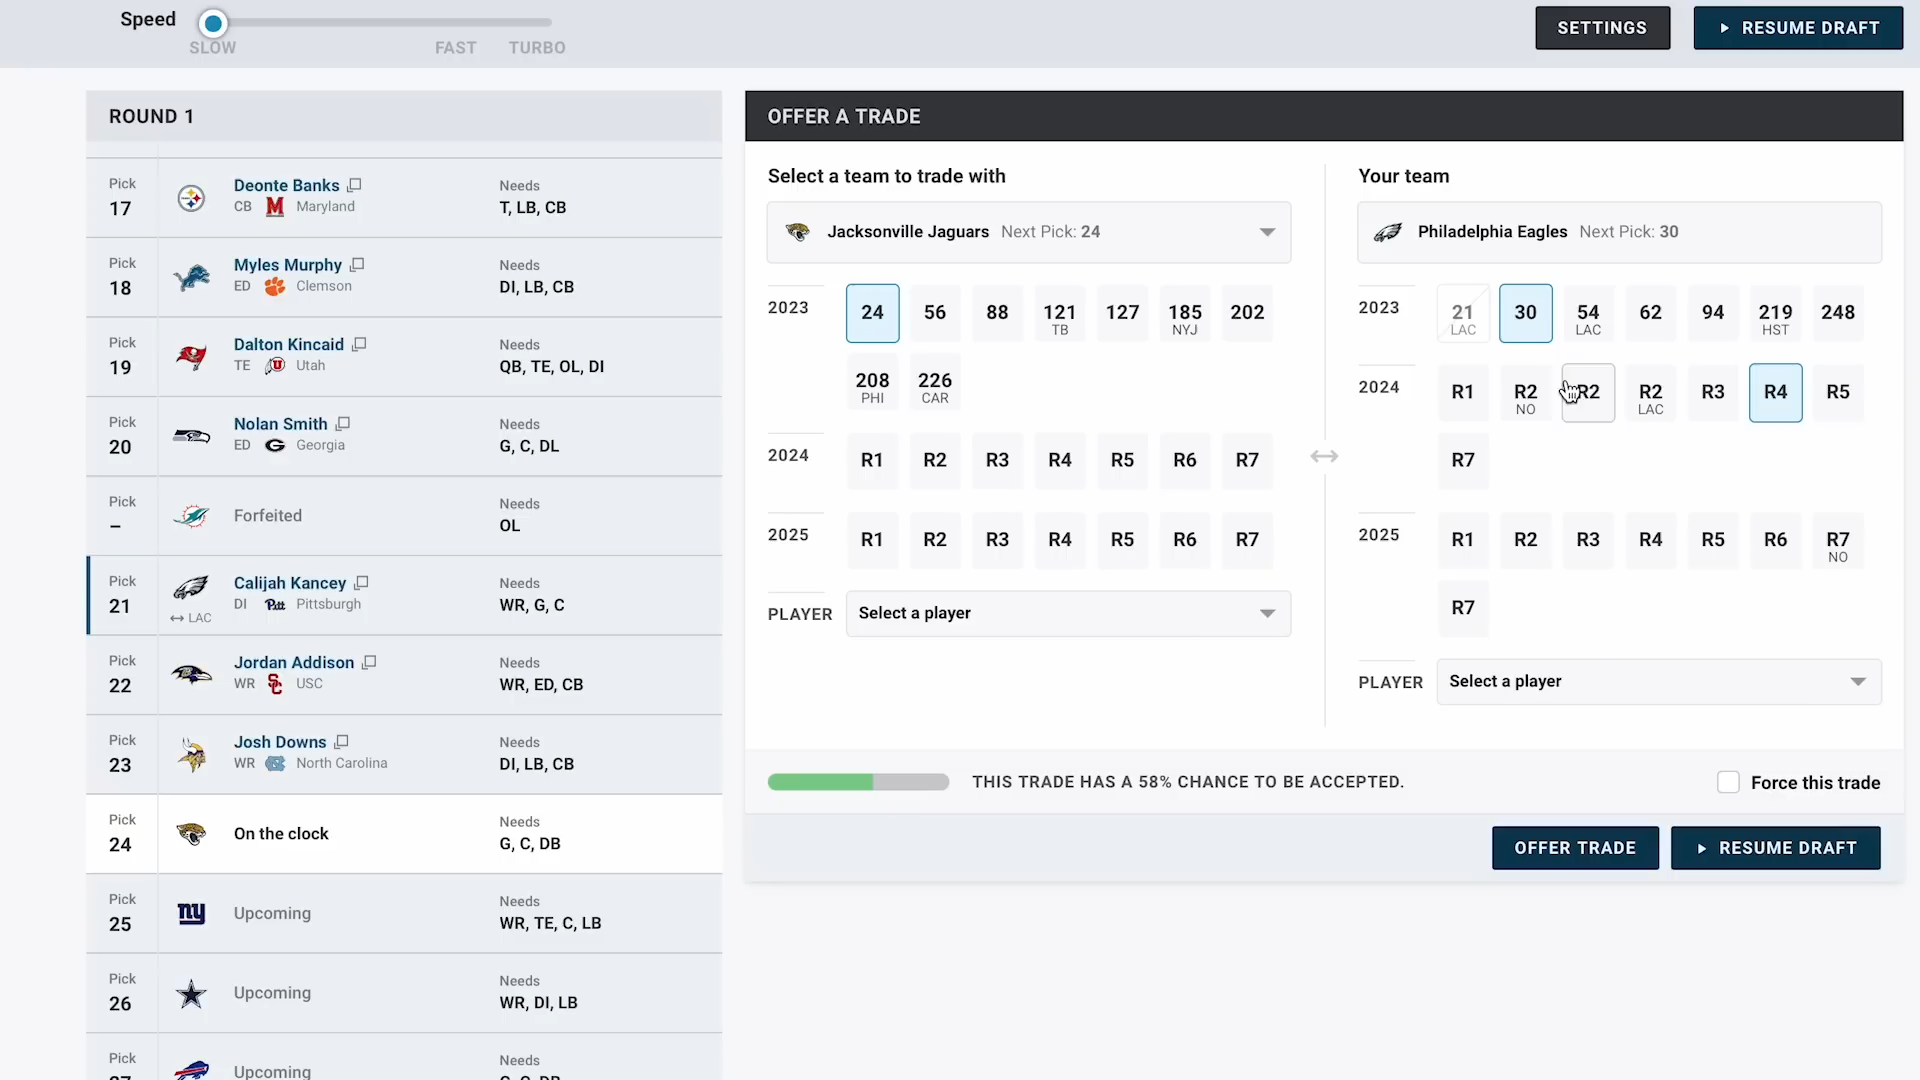 Speed
SLOW FAST TURBO
SETTINGS
RESUME DRAFT
ROUND 1
Pick 17
Deonte Banks
CB Maryland
Needs
T, LB, CB
Pick 18
Myles Murphy
ED Clemson
Needs
DI, LB, CB
Pick 19
Dalton Kincaid
TE Utah
Needs
QB, TE, OL, DI
Pick 20
Nolan Smith
ED Georgia
Needs
G, C, DL
Pick –
Forfeited
Needs
OL
Pick 21
↔ LAC
Calijah Kancey
DI Pitt Pittsburgh
Needs
WR, G, C
Pick 22
Jordan Addison
WR SC USC
Needs
WR, ED, CB
Pick 23
Josh Downs
WR North Carolina
Needs
DI, LB, CB
Pick 24
On the clock
Needs
G, C, DB
Pick 25
ny
Upcoming
Needs
WR, TE, C, LB
Pick 26
Upcoming
Needs
WR, DI, LB
Pick
Upcoming
Needs
OFFER A TRADE
Select a team to trade with
Jacksonville Jaguars Next Pick: 24
2023
24 56 88 121 TB 127 185 NYJ 202
208 PHI 226 CAR
2024
R1 R2 R3 R4 R5 R6 R7
2025
R1 R2 R3 R4 R5 R6 R7
PLAYER Select a player
Your team
Philadelphia Eagles Next Pick: 30
2023
21 LAC 30 54 LAC 62 94 219 HST 248
2024
R1 R2 NO R2 R2 LAC R3 R4 R5
R7
2025
R1 R2 R3 R4 R5 R6 R7 NO
R7
PLAYER Select a player
THIS TRADE HAS A 58% CHANCE TO BE ACCEPTED.
Force this trade
OFFER TRADE
RESUME DRAFT